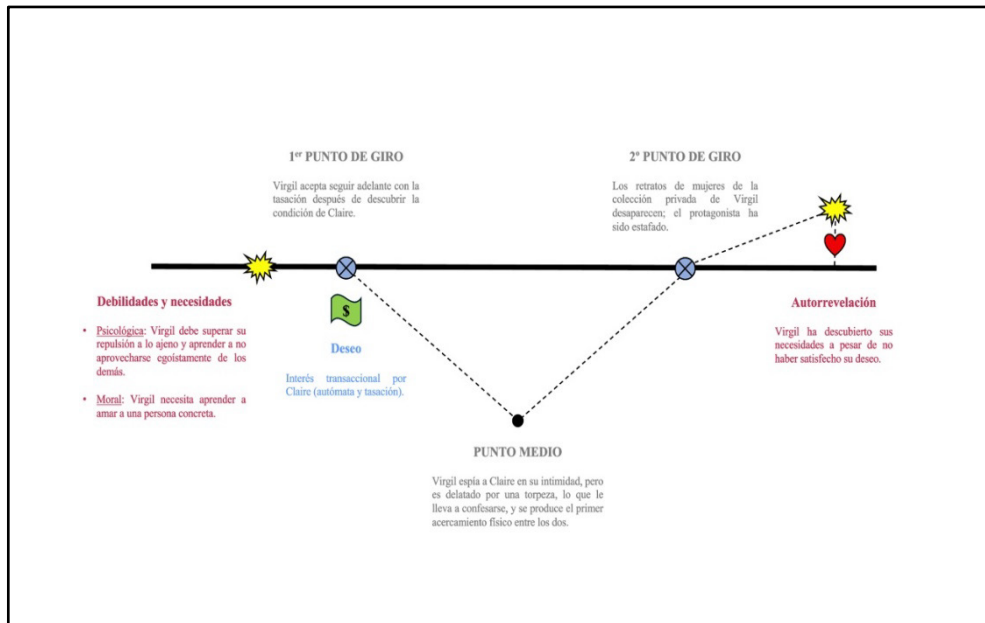 1er PUNTO DE GIRO
Virgil acepta seguir adelante con la
tasación después de descubrir la
condición de Claire.
2º PUNTO DE GIRO
Los retratos de mujeres de la
colección privada de Virgil
desaparecen; el protagonista ha
sido estafado.
Debilidades y necesidades
• Psicológica: Virgil debe superar su
repulsión a lo ajeno y aprender a no
aprovecharse egoístamente de los
demás.
• Moral: Virgil necesita aprender a
amar a una persona concreta.
$
Deseo
Interés transaccional por
Claire (autómata y tasación).
PUNTO MEDIO
Virgil espía a Claire en su intimidad, pero
es delatado por una torpeza, lo que le
lleva a confesarse, y se produce el primer
acercamiento físico entre los dos.
Autorrevelación
Virgil ha descubierto sus
necesidades a pesar de no
haber satisfecho su deseo.